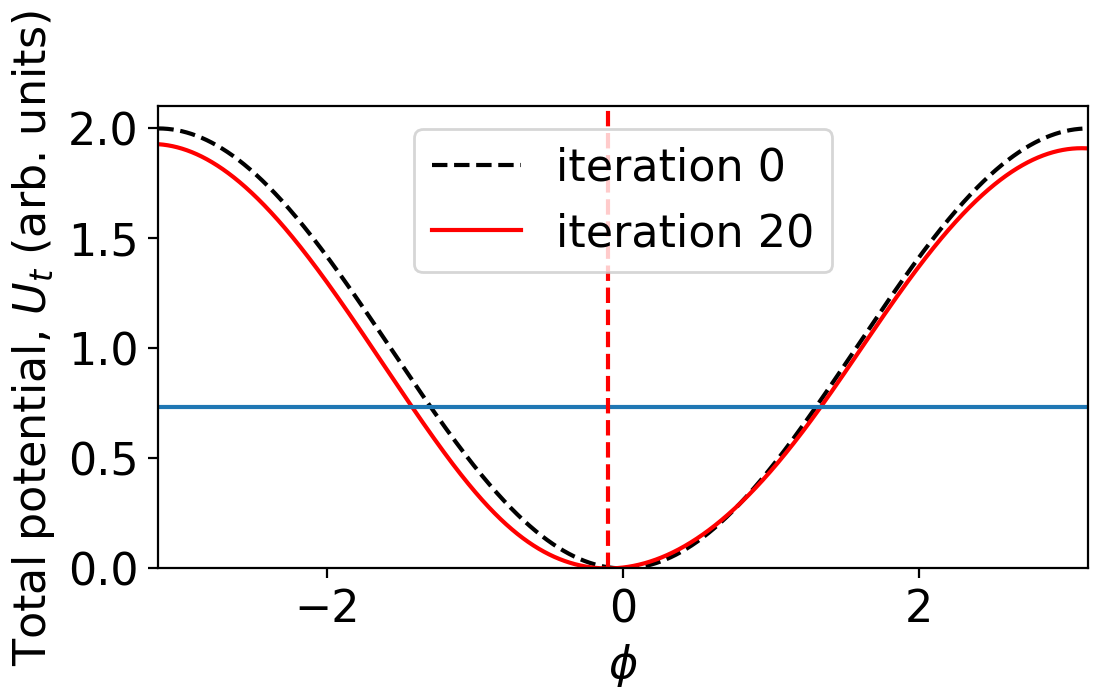 Total potential, U_t (arb. units)
2.0
1.5
1.0
0.5
0.0
iteration 0
iteration 20
−2
0
2
ϕ